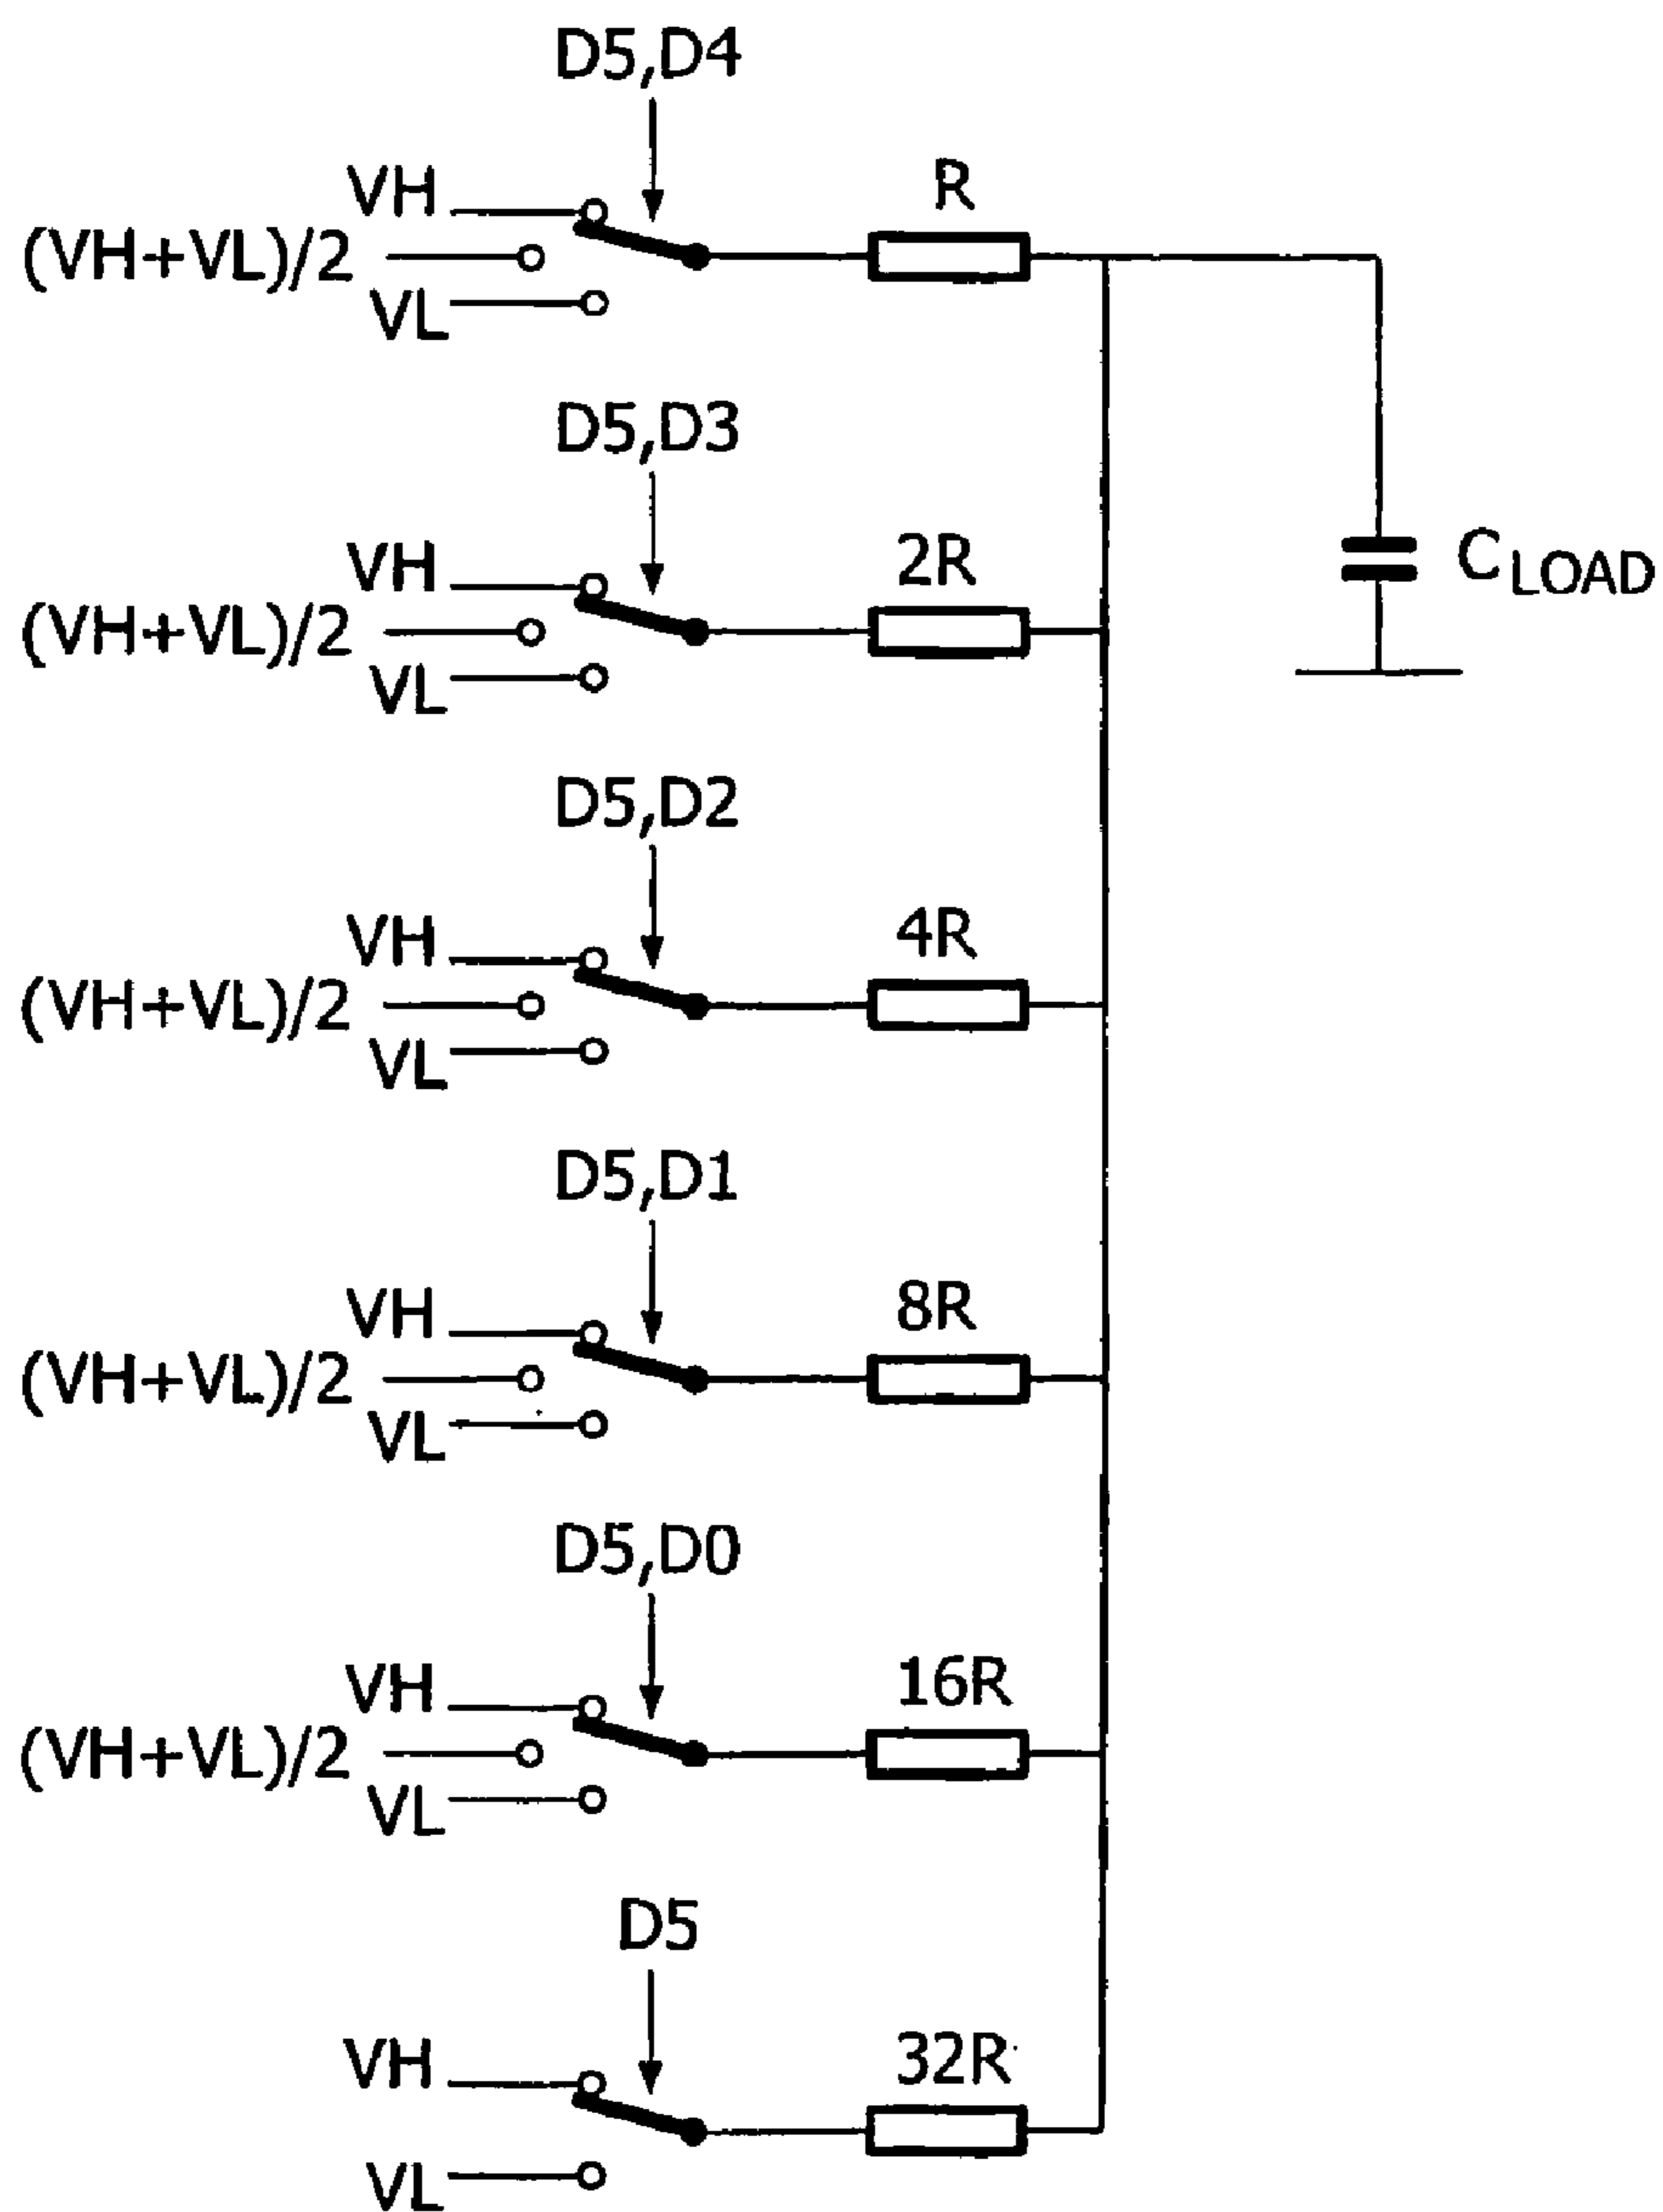 D5,D4
VH
R
(VH+VL)/2
VL
D5,D3
VH
2R
(VH+VL)/2
VL
CLOAD
D5,D2
VH
4R
(VH+VL)/2
VL
D5,D1
VH
8R
(VH+VL)/2
VL
D5,D0
VH
16R
(VH+VL)/2
VL
D5
VH
32R
VL